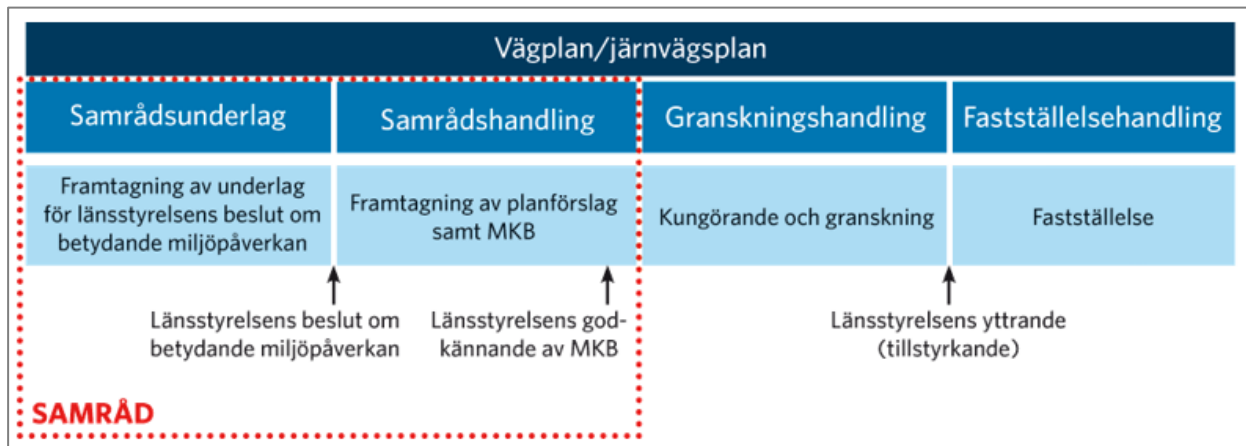 Vägplan/järnvägsplan
Samrådsunderlag
Samrådshandling
Granskningshandling
Fastställelsehandling
Framtagning av underlag
för länsstyrelsens beslut om
betydande miljöpåverkan
Framtagning av planförslag
samt MKB
Kungörande och granskning
Fastställelse
Länsstyrelsens beslut om
betydande miljöpåverkan
Länsstyrelsens god-
kännande av MKB
Länsstyrelsens yttrande
(tillstyrkande)
SAMRÅD